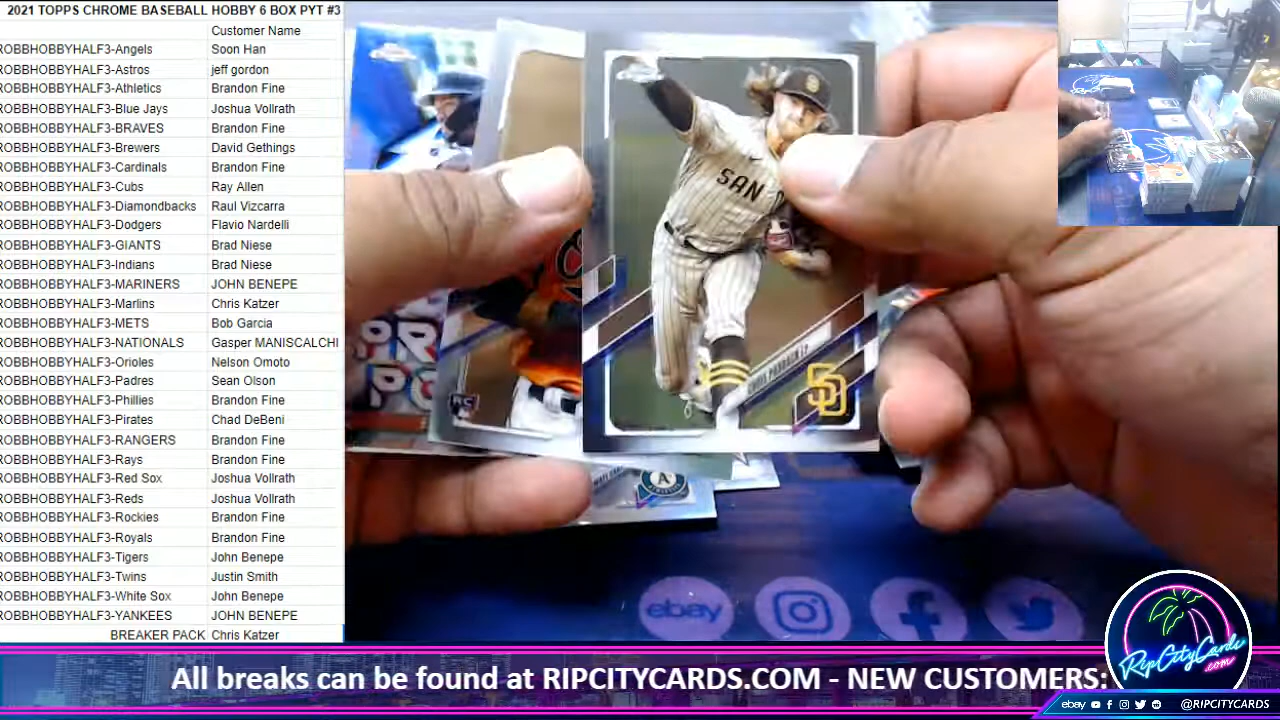 2021 TOPPS CHROME BASEBALL HOBBY 6 BOX PYT #3
Customer Name
ROBBHOBBYHALF3-Angels Soon Han
ROBBHOBBYHALF3-Astros jeff gordon
ROBBHOBBYHALF3-Athletics Brandon Fine
ROBBHOBBYHALF3-Blue Jays Joshua Vollrath
ROBBHOBBYHALF3-BRAVES Brandon Fine
ROBBHOBBYHALF3-Brewers David Gethings
ROBBHOBBYHALF3-Cardinals Brandon Fine
ROBBHOBBYHALF3-Cubs Ray Allen
ROBBHOBBYHALF3-Diamondbacks Raul Vizcarra
ROBBHOBBYHALF3-Dodgers Flavio Nardelli
ROBBHOBBYHALF3-GIANTS Brad Niese
ROBBHOBBYHALF3-Indians Brad Niese
ROBBHOBBYHALF3-MARINERS JOHN BENEPE
ROBBHOBBYHALF3-Marlins Chris Katzer
ROBBHOBBYHALF3-METS Bob Garcia
ROBBHOBBYHALF3-NATIONALS Gasper MANISCALCHI
ROBBHOBBYHALF3-Orioles Nelson Omoto
ROBBHOBBYHALF3-Padres Sean Olson
ROBBHOBBYHALF3-Phillies Brandon Fine
ROBBHOBBYHALF3-Pirates Chad DeBeni
ROBBHOBBYHALF3-RANGERS Brandon Fine
ROBBHOBBYHALF3-Rays Brandon Fine
ROBBHOBBYHALF3-Red Sox Joshua Vollrath
ROBBHOBBYHALF3-Reds Joshua Vollrath
ROBBHOBBYHALF3-Rockies Brandon Fine
ROBBHOBBYHALF3-Royals Brandon Fine
ROBBHOBBYHALF3-Tigers John Benepe
ROBBHOBBYHALF3-Twins Justin Smith
ROBBHOBBYHALF3-White Sox John Benepe
ROBBHOBBYHALF3-YANKEES JOHN BENEPE
BREAKER PACK Chris Katzer
SAN
SD
RC
A's
ebay
All breaks can be found at RIPCITYCARDS.COM - NEW CUSTOMERS:
RipCityCards
.com
ebay @RIPCITYCARDS